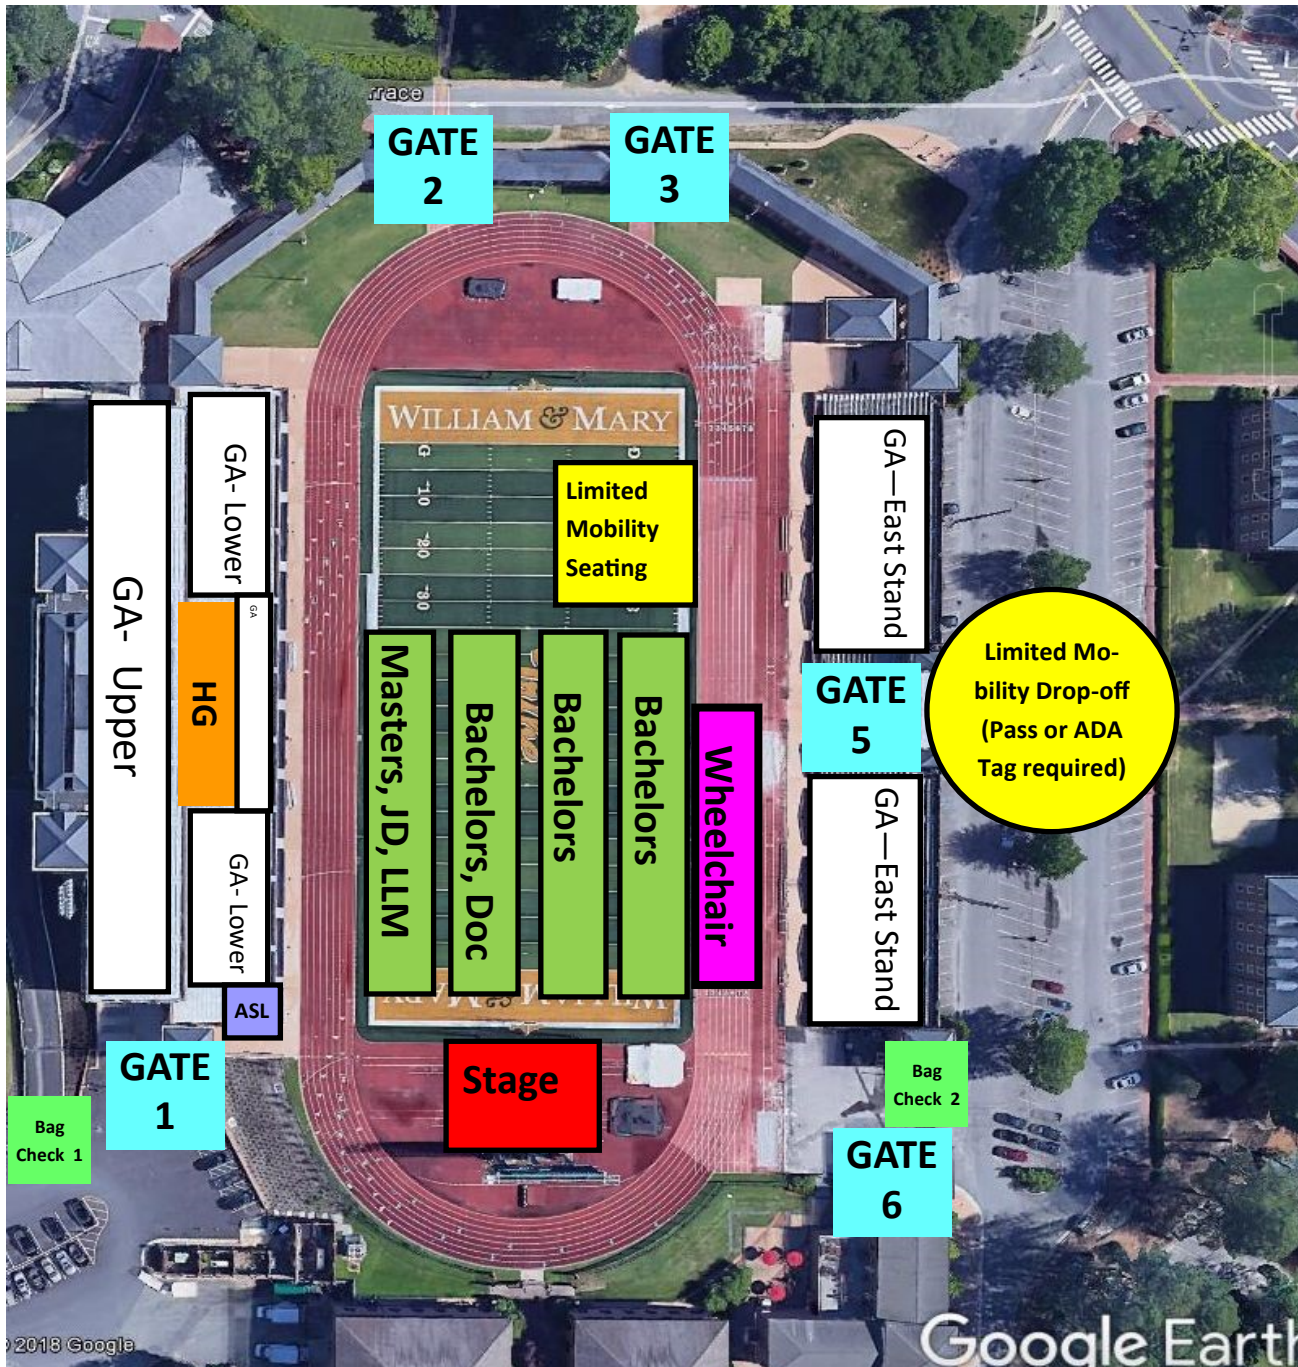 rrace
GATE
2
GATE
3
WILLIAM & MARY
G
10
20
30
Limited
Mobility
Seating
GA- Lower
GA
GA- Upper
HG
GA- Lower
ASL
Masters, JD, LLM
Bachelors, Doc
Bachelors
Bachelors
Wheelchair
GA—East Stand
GATE
5
GA—East Stand
Limited Mo-
bility Drop-off
(Pass or ADA
Tag required)
WILLIAM & MARY
Stage
GATE
1
Bag
Check 1
Bag
Check 2
GATE
6
2018 Google
Google Earth